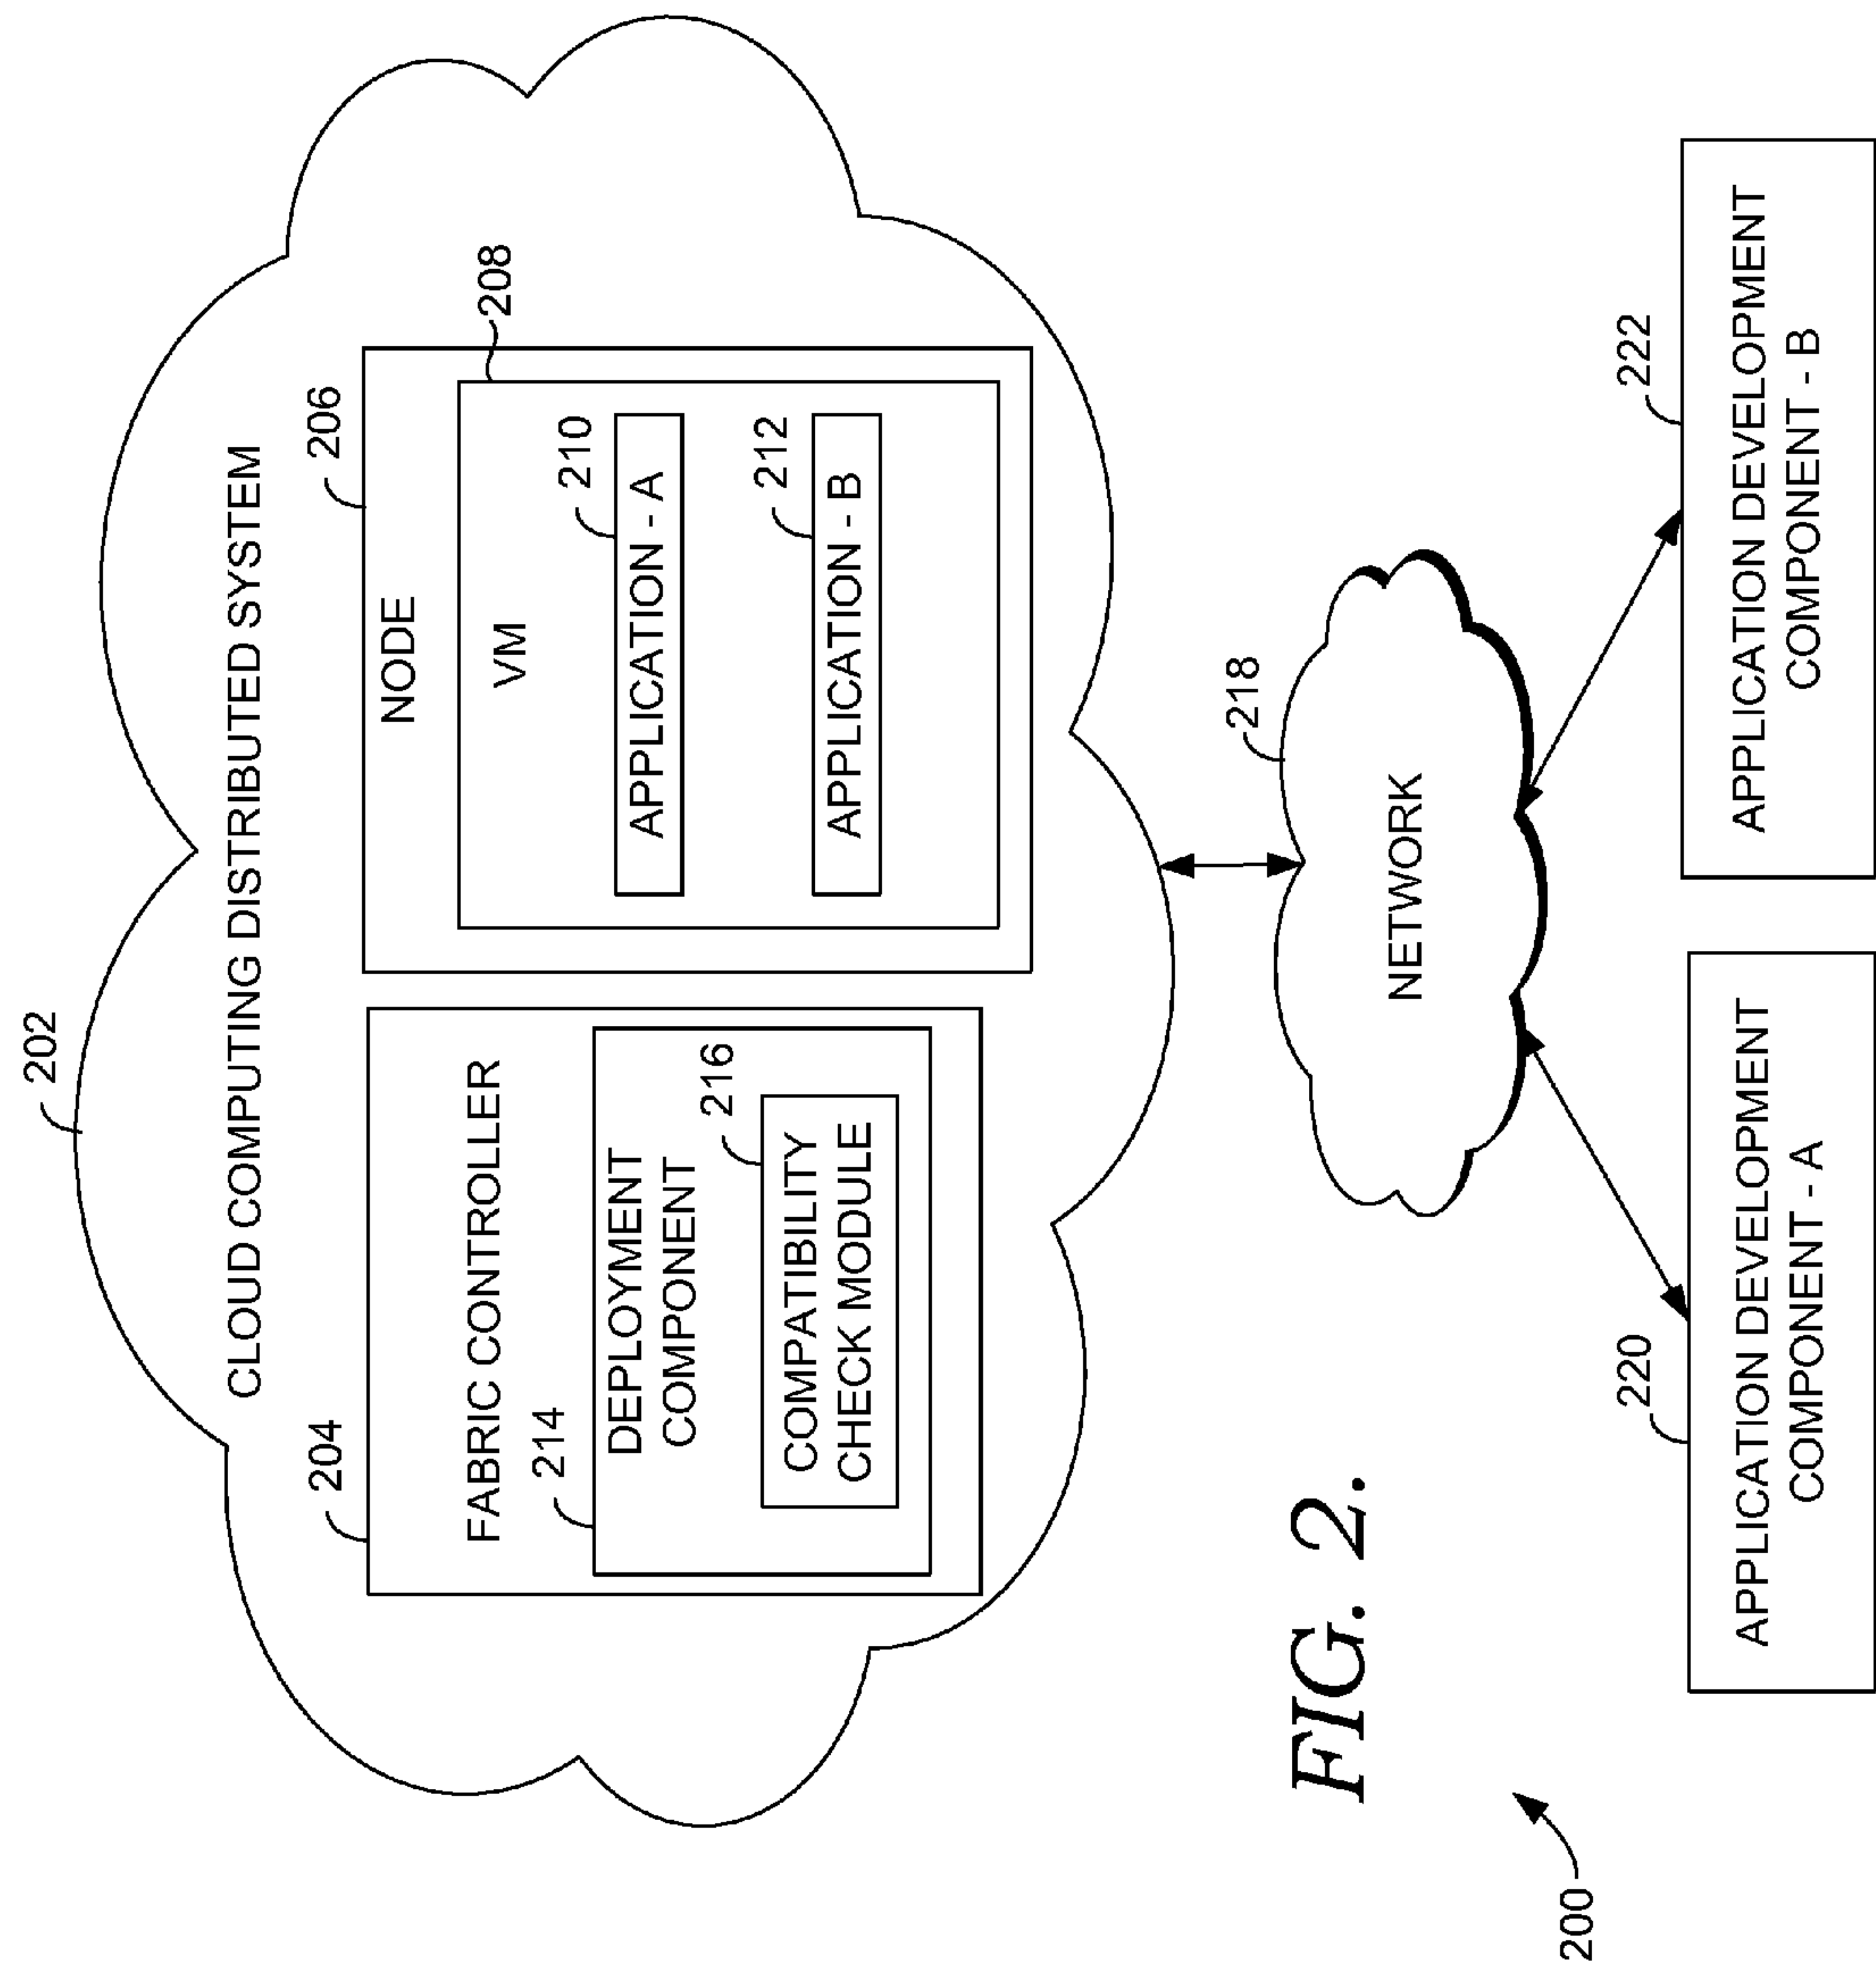 202
CLOUD COMPUTING DISTRIBUTED SYSTEM
204
FABRIC CONTROLLER
214
DEPLOYMENT
COMPONENT
216
COMPATIBILITY
CHECK MODULE
206
NODE
208
VM
210
APPLICATION - A
212
APPLICATION - B
218
NETWORK
FIG. 2.
200
220
APPLICATION DEVELOPMENT
COMPONENT - A
222
APPLICATION DEVELOPMENT
COMPONENT - B